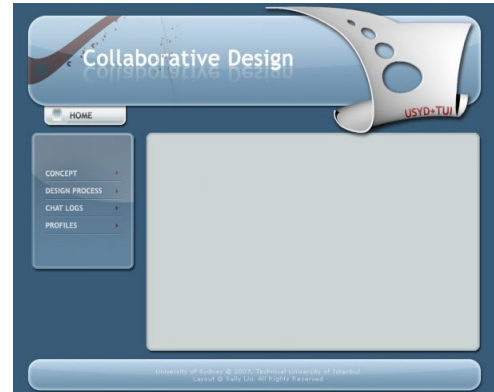 Collaborative Design
USYD+TUI
HOME
CONCEPT
DESIGN PROCESS
CHAT LOGS
PROFILES
University of Sydney © 2007, Technical University of Istanbul
Layout © Sally Liu. All Rights Reserved